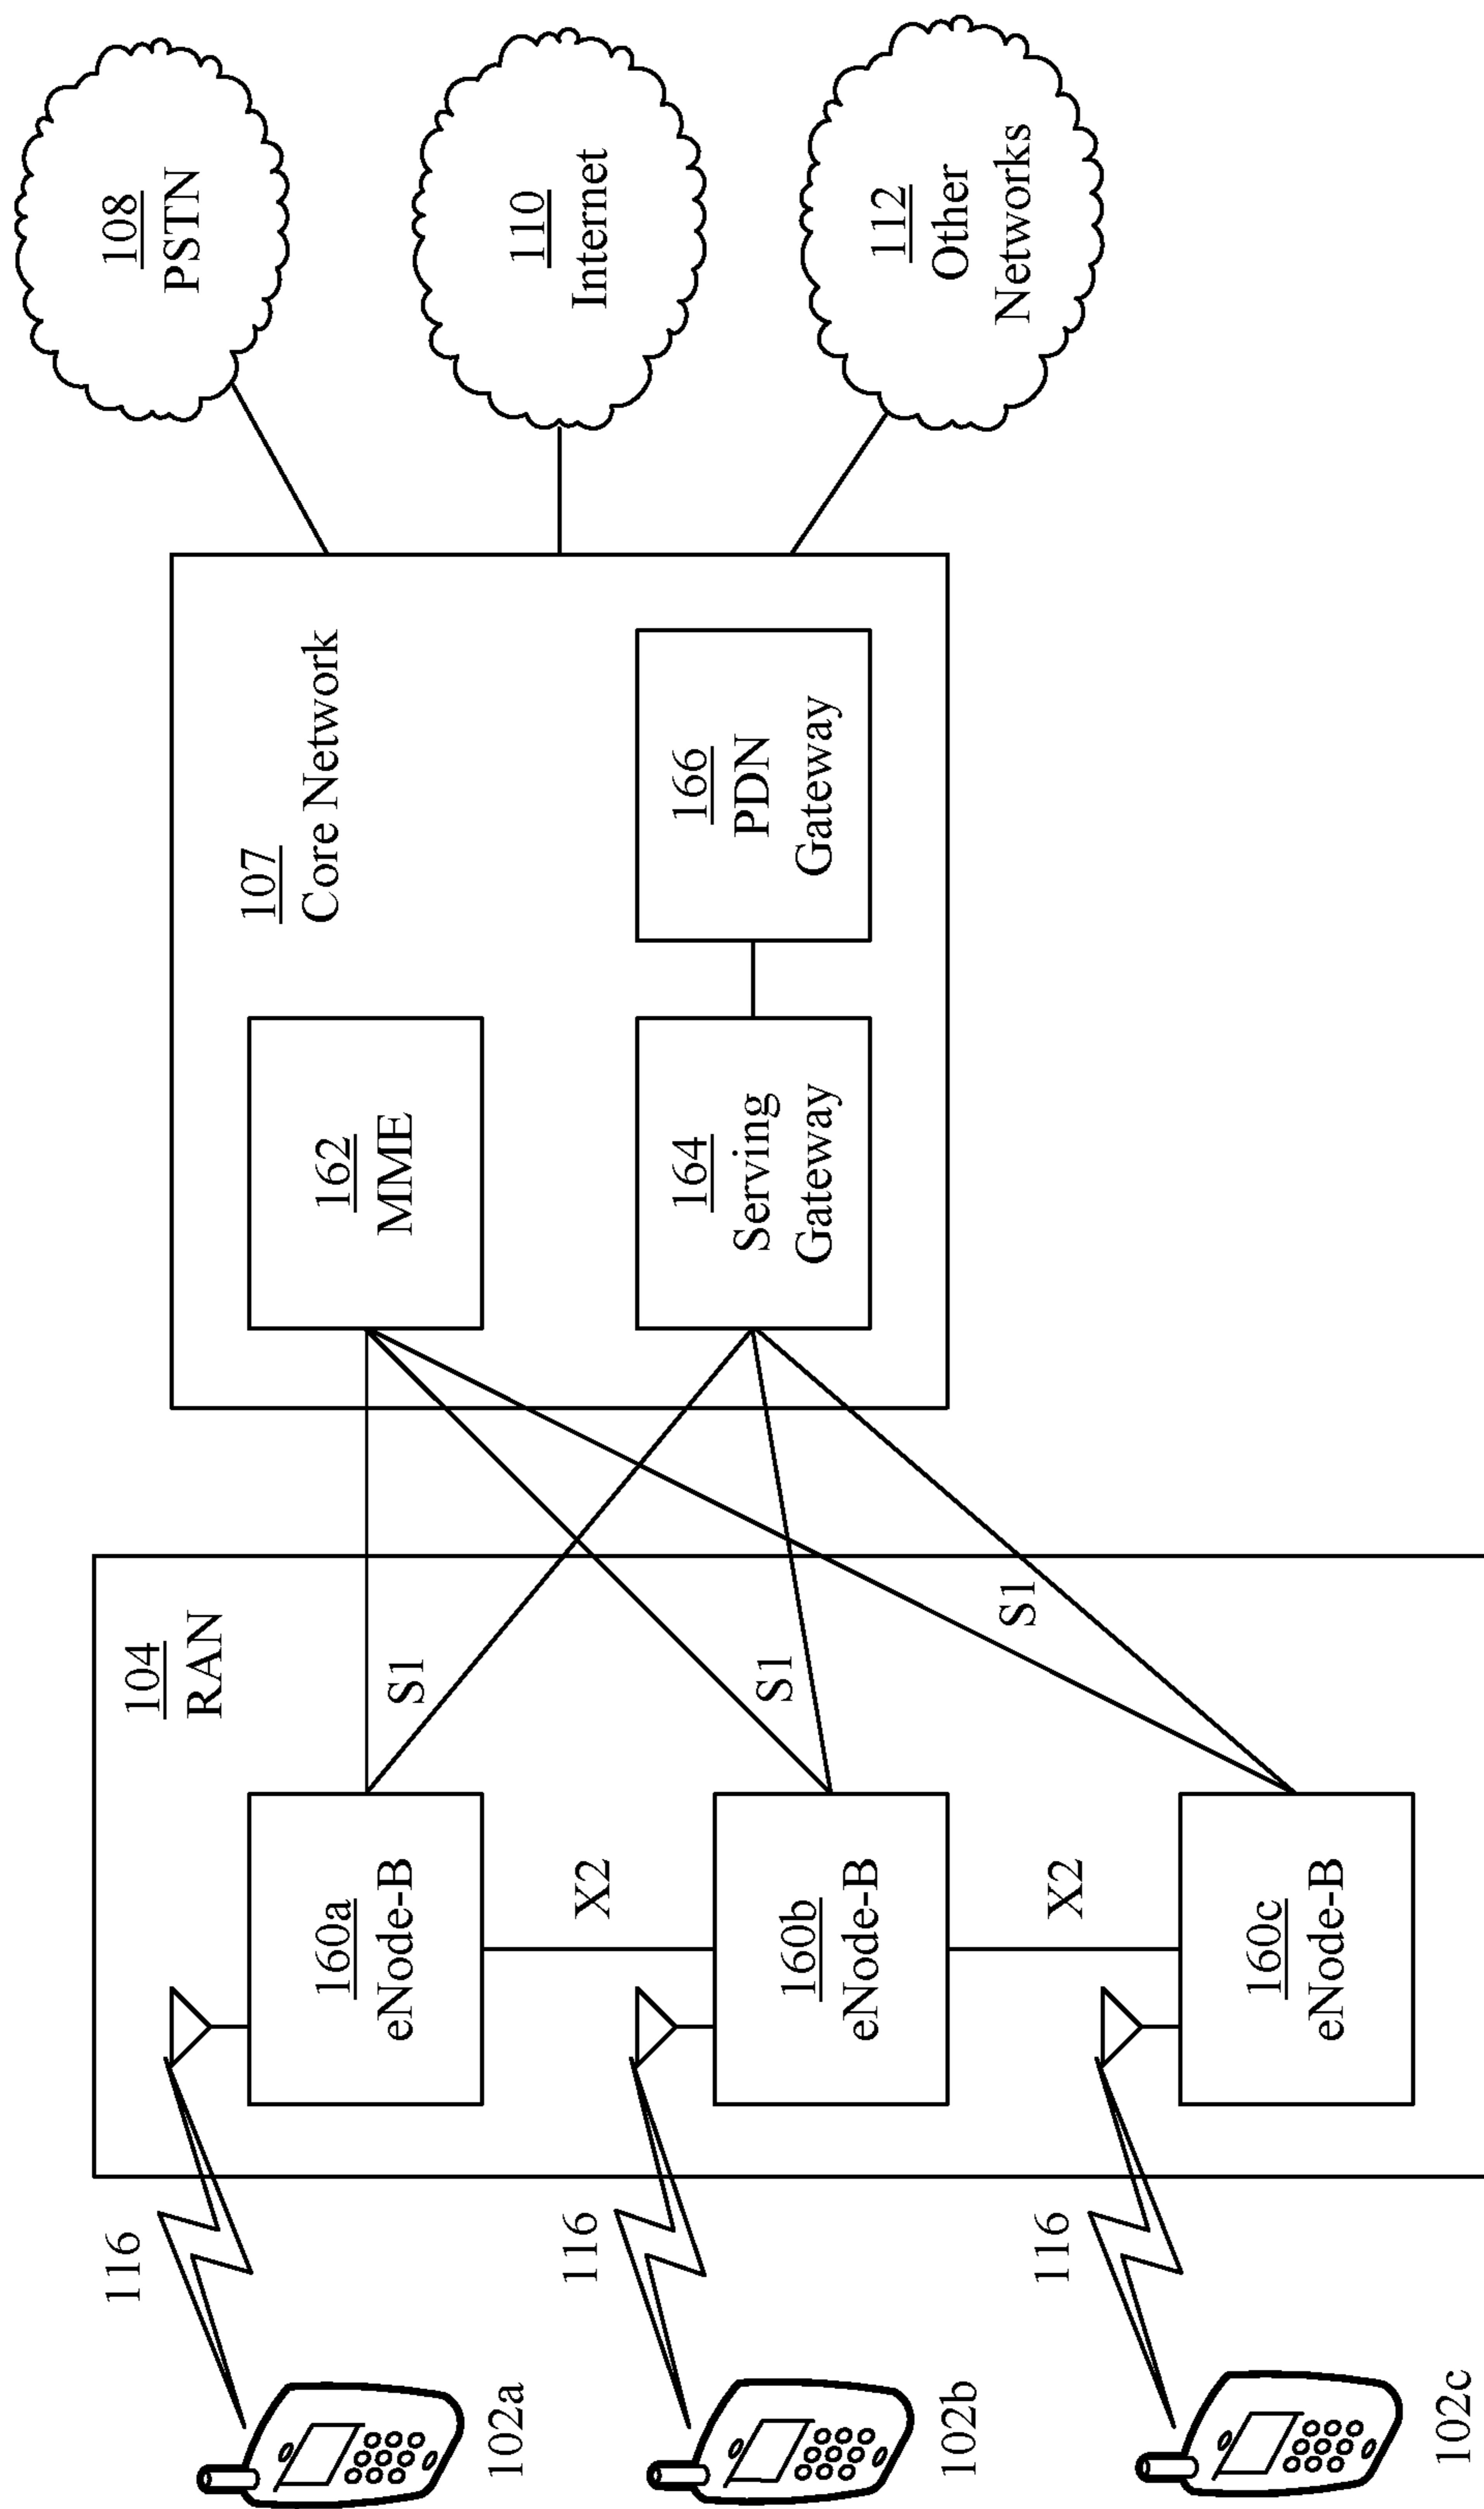 102a
102b
102c
116
116
116
104
RAN
160a
eNode-B
160b
eNode-B
160c
eNode-B
X2
X2
S1
S1
S1
107
Core Network
162
MME
164
Serving
Gateway
166
PDN
Gateway
108
PSTN
110
Internet
112
Other
Networks